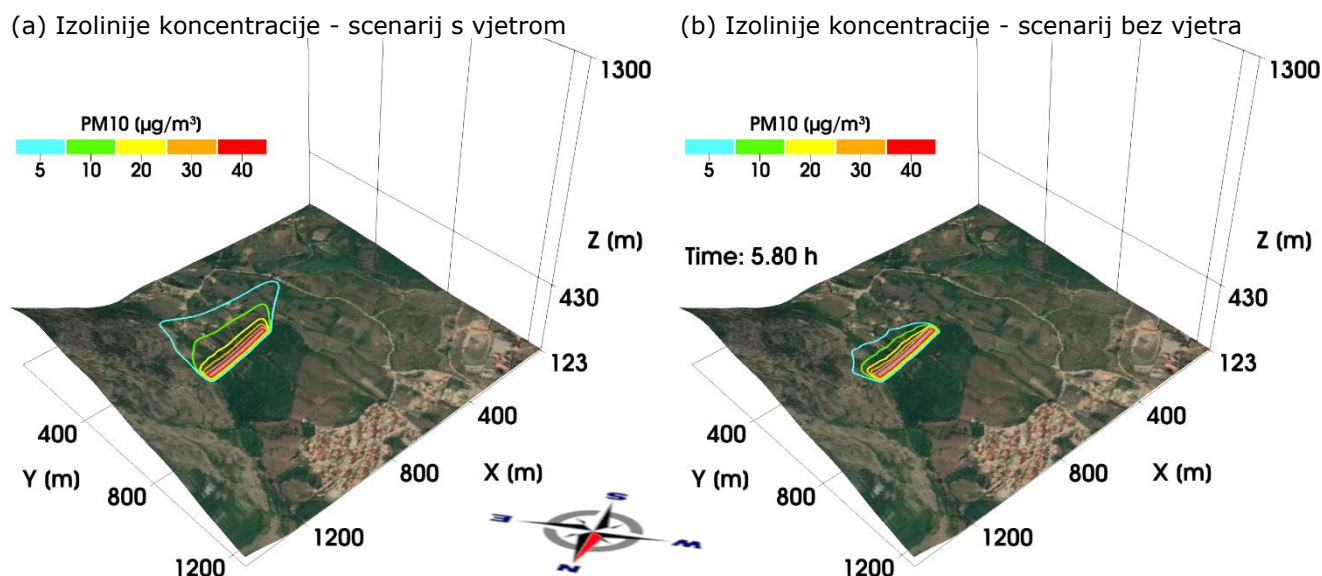 (a) Izolinije koncentracije - scenarij s vjetrom
1300
PM10 (µg/m³)
5 10 20 30 40
Z (m)
430
123
400
400
Y (m)
800
X (m)
800
1200
1200
(b) Izolinije koncentracije - scenarij bez vjetra
1300
PM10 (µg/m³)
5 10 20 30 40
Z (m)
Time: 5.80 h
430
123
400
400
Y (m)
800
X (m)
800
1200
1200
S
E
W
N